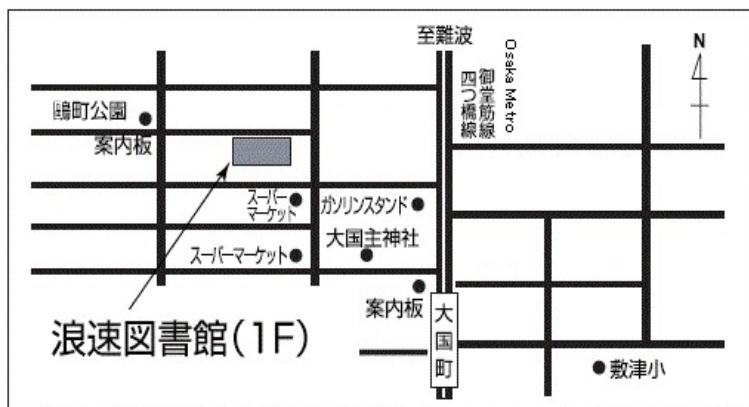 至難波
Osaka Metro
御堂筋線
四つ橋線
N
鷗町公園
案内板
スーパー
マーケット
ガソリンスタンド
大国主神社
スーパーマーケット
案内板
浪速図書館(1F)
大国町
敷津小